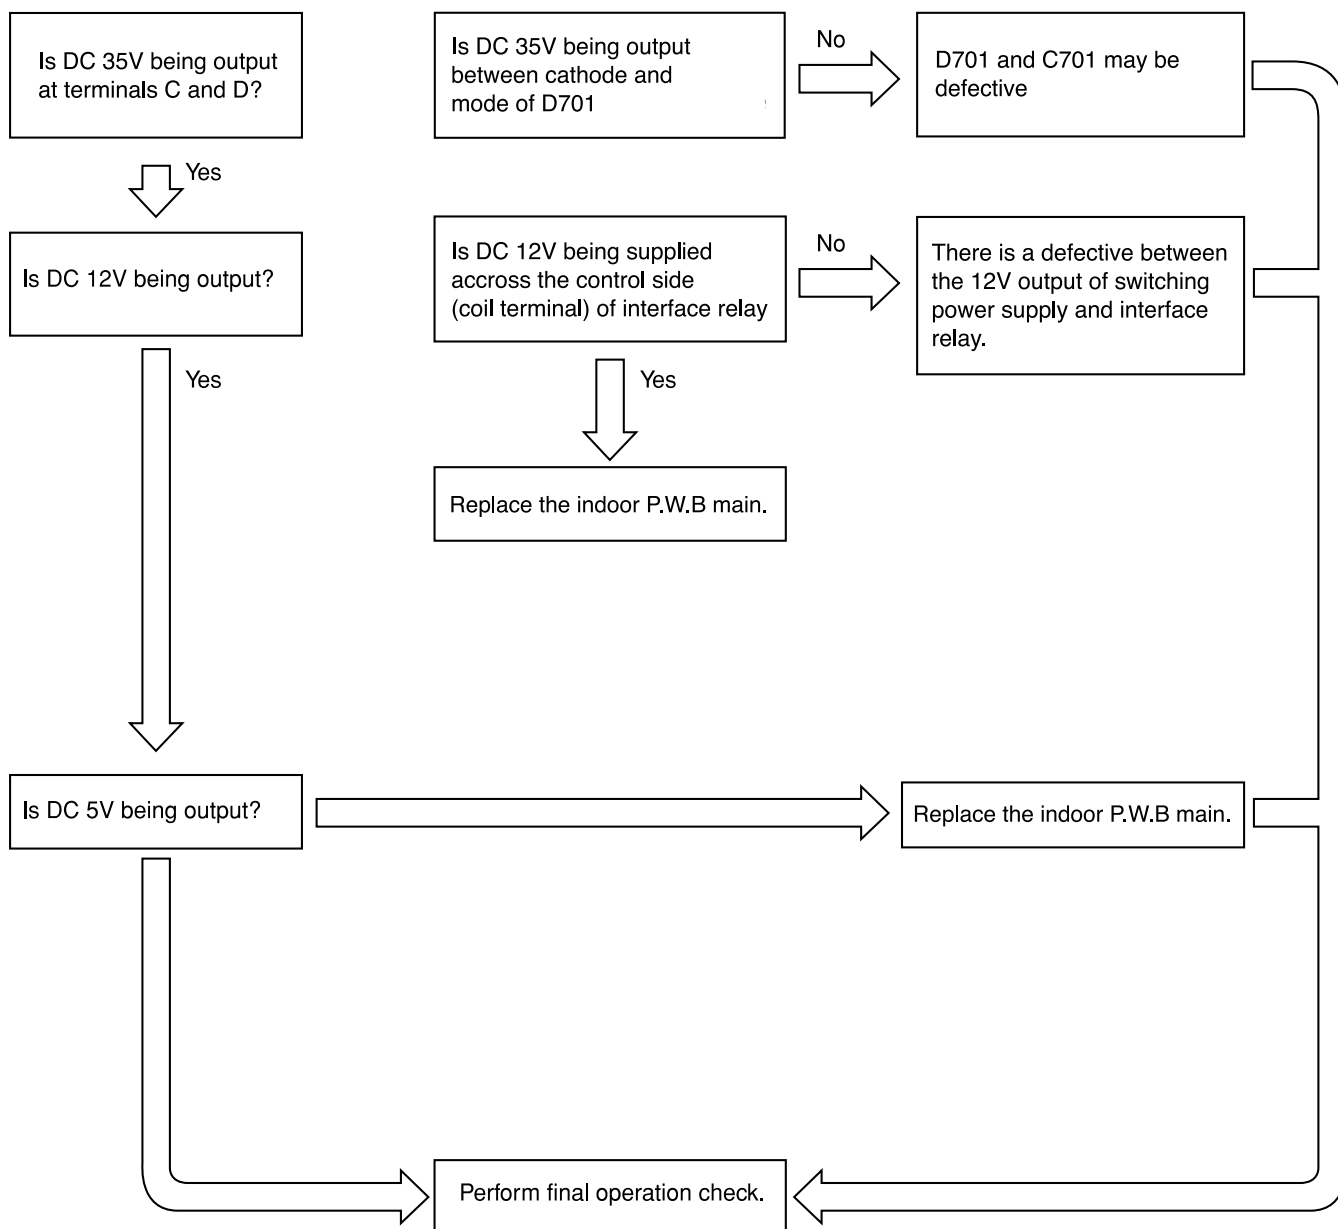 Is DC 35V being output
at terminals C and D?
Is DC 35V being output
between cathode and
mode of D701
No
D701 and C701 may be
defective
Yes
Is DC 12V being output?
Is DC 12V being supplied
accross the control side
(coil terminal) of interface relay
No
There is a defective between
the 12V output of switching
power supply and interface
relay.
Yes
Yes
Replace the indoor P.W.B main.
Is DC 5V being output?
Replace the indoor P.W.B main.
Perform final operation check.